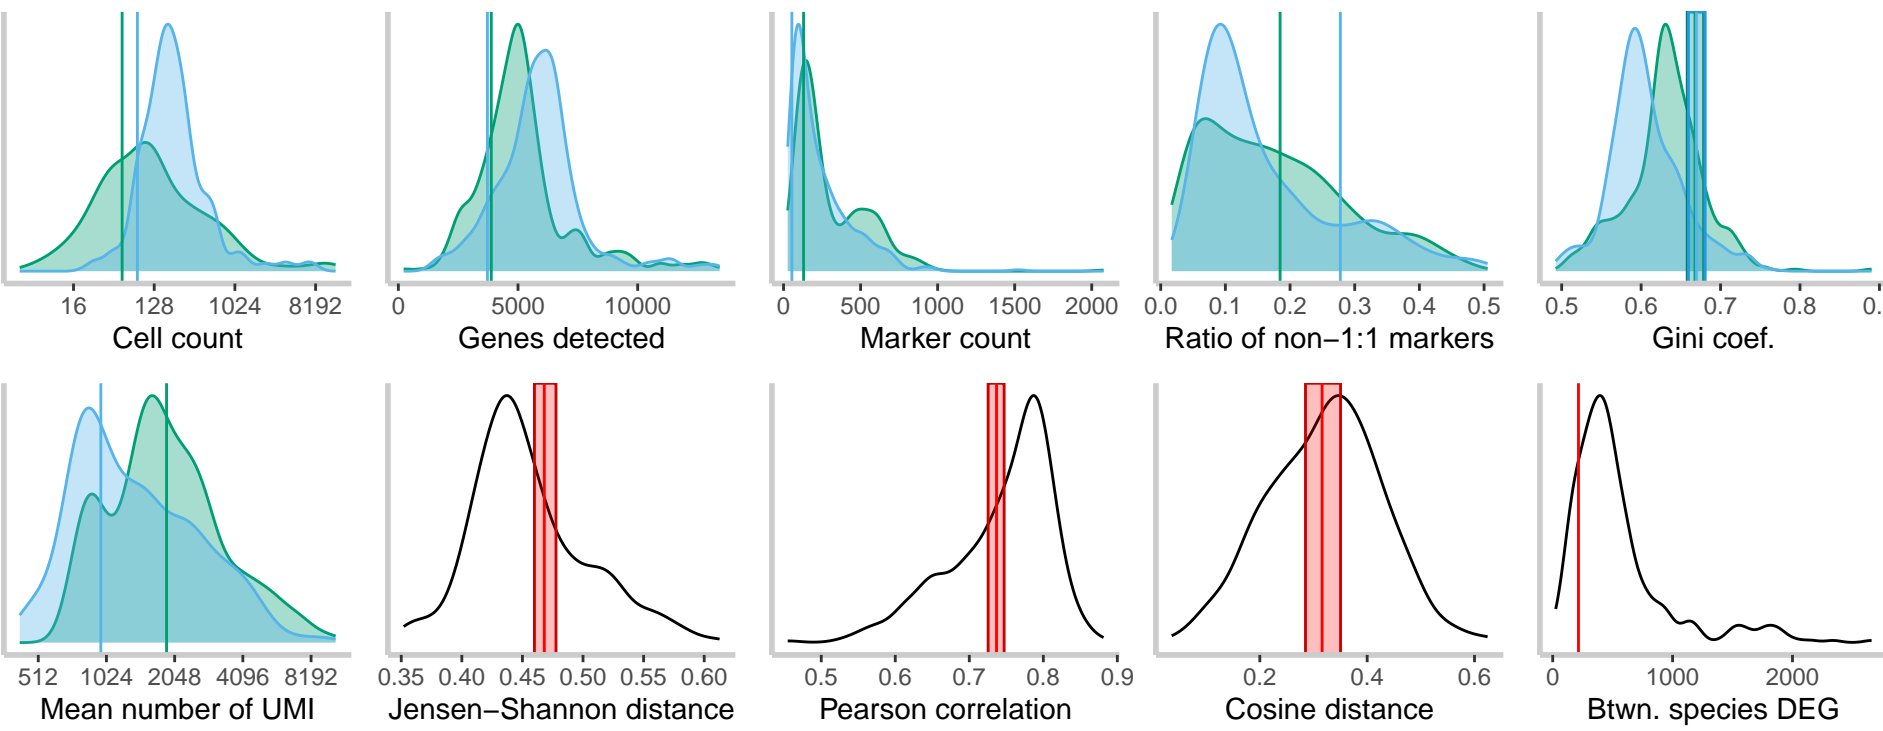 16 128 1024 8192
Cell count
0 5000 10000
Genes detected
0 500 1000 1500 2000
Marker count
0.0 0.1 0.2 0.3 0.4 0.5
Ratio of non−1:1 markers
0.5 0.6 0.7 0.8 0.
Gini coef.
512 1024 2048 4096 8192
Mean number of UMI
0.35 0.40 0.45 0.50 0.55 0.60
Jensen−Shannon distance
0.5 0.6 0.7 0.8 0.9
Pearson correlation
0.2 0.4 0.6
Cosine distance
0 1000 2000
Btwn. species DEG